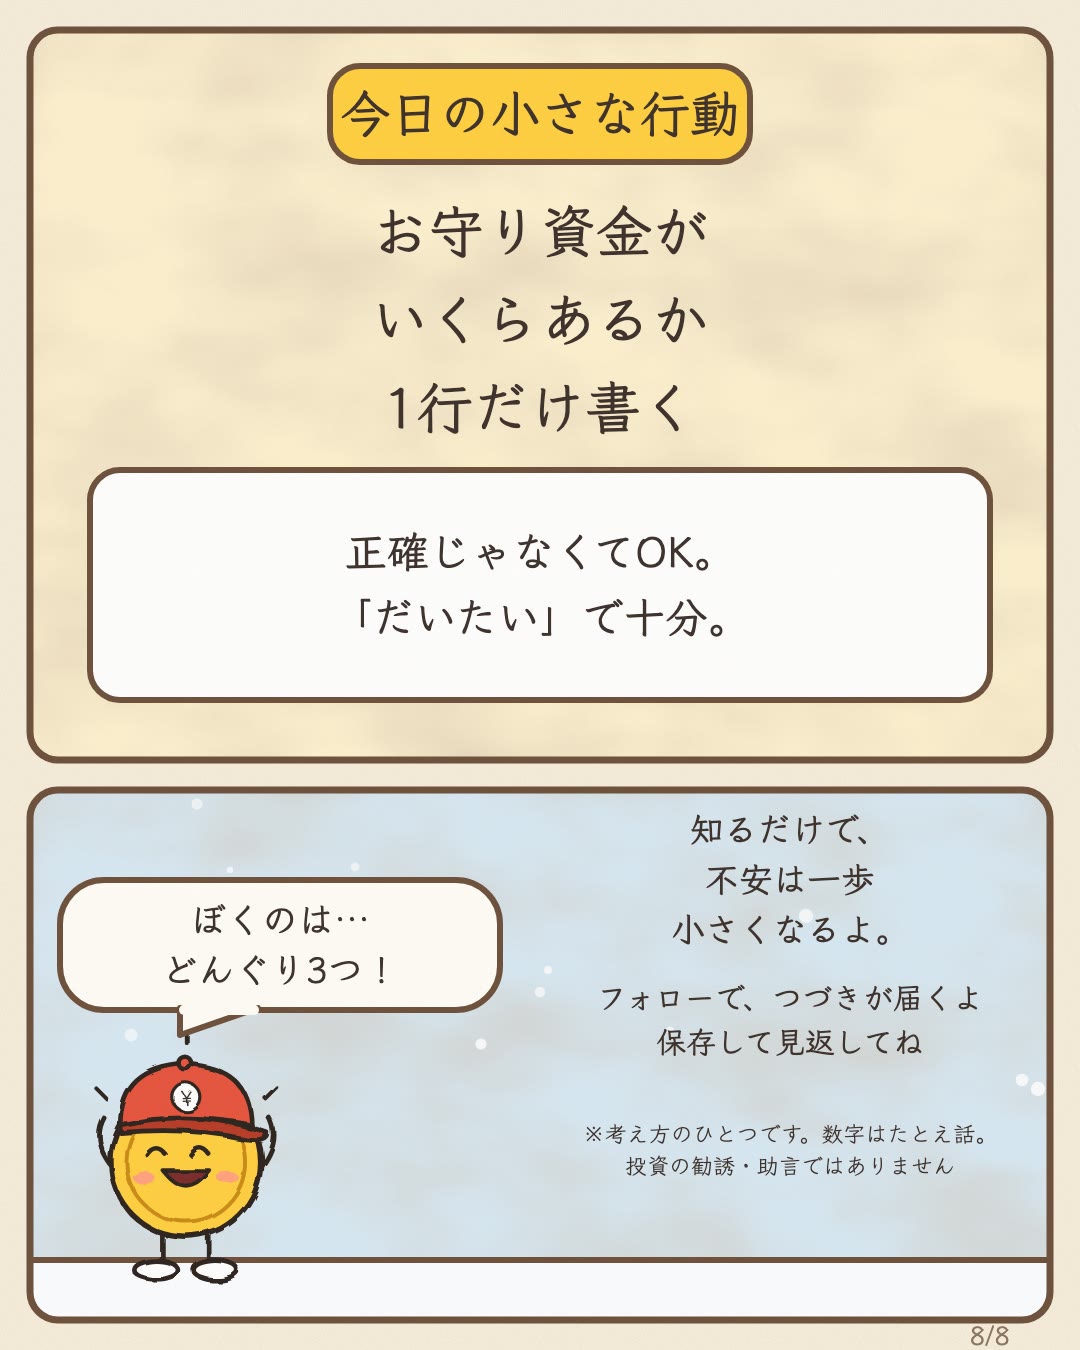 今日の小さな行動
お守り資金が
いくらあるか
1行だけ書く
正確じゃなくてOK。
「だいたい」で十分。
知るだけで、
不安は一歩
小さくなるよ。
ぼくのは…
どんぐり3つ！
フォローで、つづきが届くよ
保存して見返してね
¥
※考え方のひとつです。数字はたとえ話。
投資の勧誘・助言ではありません
8/8